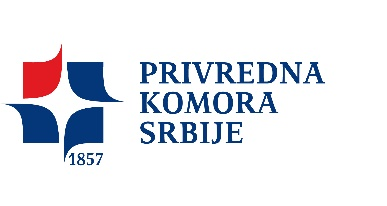 PRIVREDNA
KOMORA
SRBIJE
1857